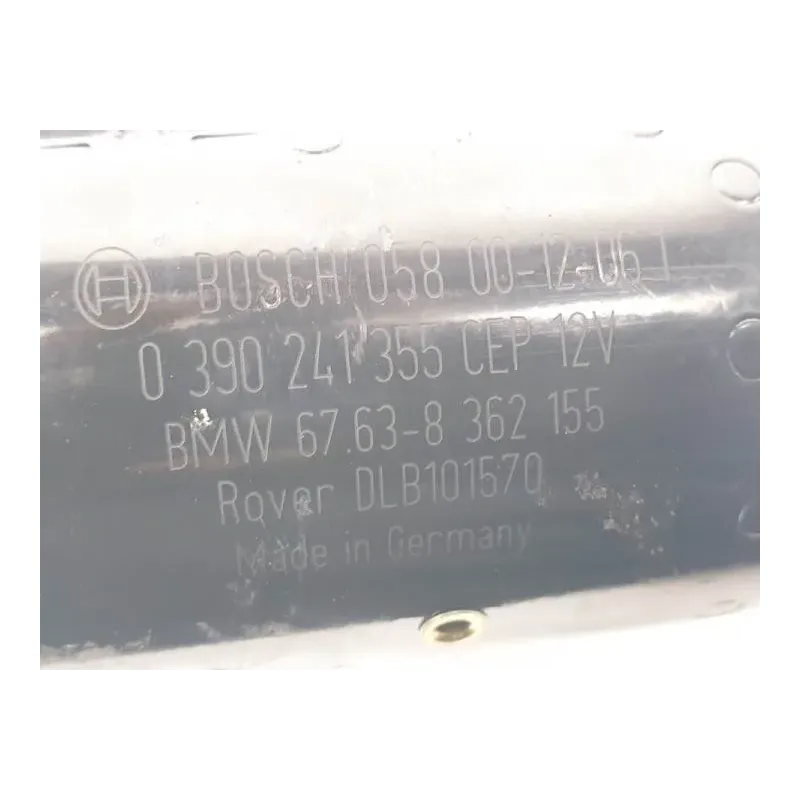 BOSCH 058 00-12-06 1
0 390 241 355 CEP 12V
BMW 67.63-8 362 155
Rover DLB101570
Made in Germany